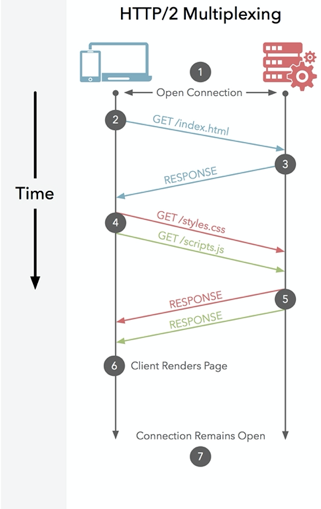 HTTP/2 Multiplexing
1
Open Connection
Time
2
GET /index.html
3
RESPONSE
4
GET /styles.css
GET /scripts.js
5
RESPONSE
RESPONSE
6 Client Renders Page
Connection Remains Open
7